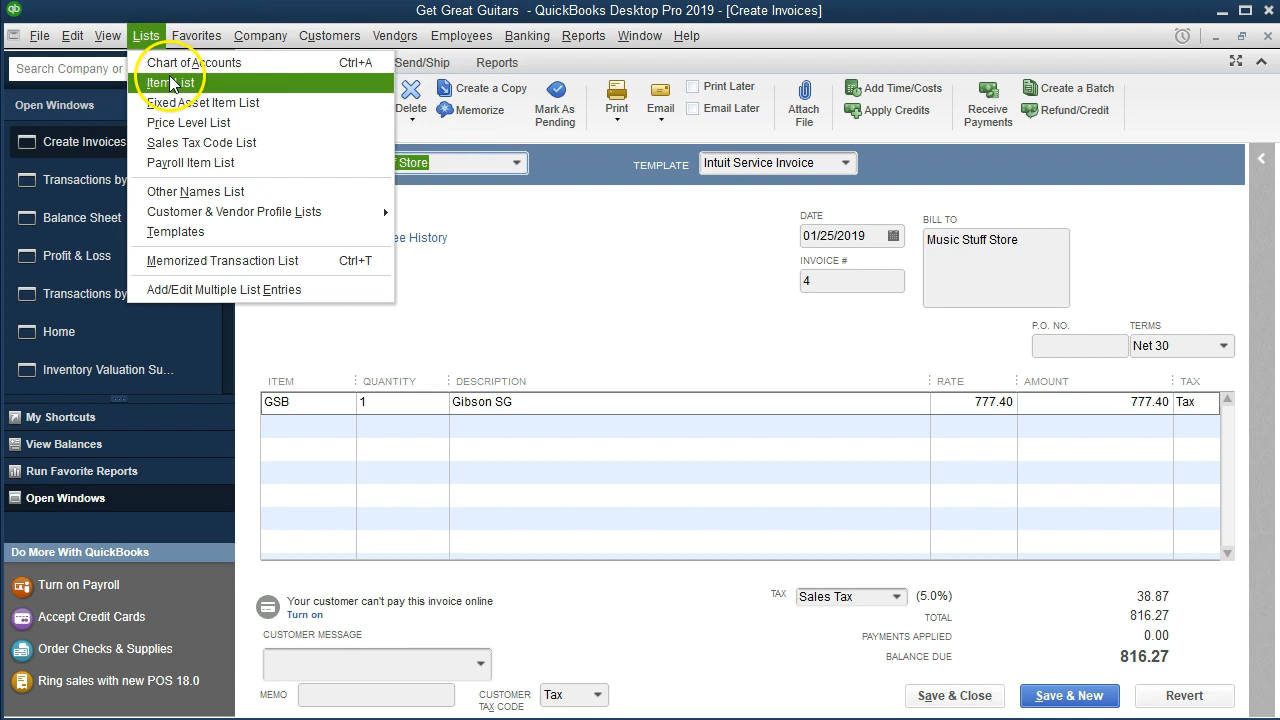 qb
Get Great Guitars - QuickBooks Desktop Pro 2019 - [Create Invoices]
File Edit View Lists Favorites Company Customers Vendors Employees Banking Reports Window Help
Search Company or
Send/Ship Reports
Chart of Accounts Ctrl+A
Item List
Fixed Asset Item List
Price Level List
Sales Tax Code List
Payroll Item List
Other Names List
Customer & Vendor Profile Lists
Templates
Memorized Transaction List Ctrl+T
Add/Edit Multiple List Entries
Delete
Create a Copy
Memorize
Mark As
Pending
Print
Email
Print Later
Email Later
Attach
File
Add Time/Costs
Apply Credits
Receive
Payments
Create a Batch
Refund/Credit
Open Windows
Create Invoices
Transactions by
Balance Sheet
Profit & Loss
Transactions by
Home
Inventory Valuation Su...
My Shortcuts
View Balances
Run Favorite Reports
Open Windows
Do More With QuickBooks
Turn on Payroll
Accept Credit Cards
Order Checks & Supplies
Ring sales with new POS 18.0
Store
TEMPLATE Intuit Service Invoice
ee History
DATE
01/25/2019
INVOICE #
4
BILL TO
Music Stuff Store
P.O. NO. TERMS
Net 30
ITEM QUANTITY DESCRIPTION RATE AMOUNT TAX
GSB 1 Gibson SG 777.40 777.40 Tax
Your customer can't pay this invoice online
Turn on
CUSTOMER MESSAGE
MEMO
CUSTOMER
TAX CODE
Tax
TAX Sales Tax (5.0%) 38.87
TOTAL 816.27
PAYMENTS APPLIED 0.00
BALANCE DUE 816.27
Save & Close Save & New Revert